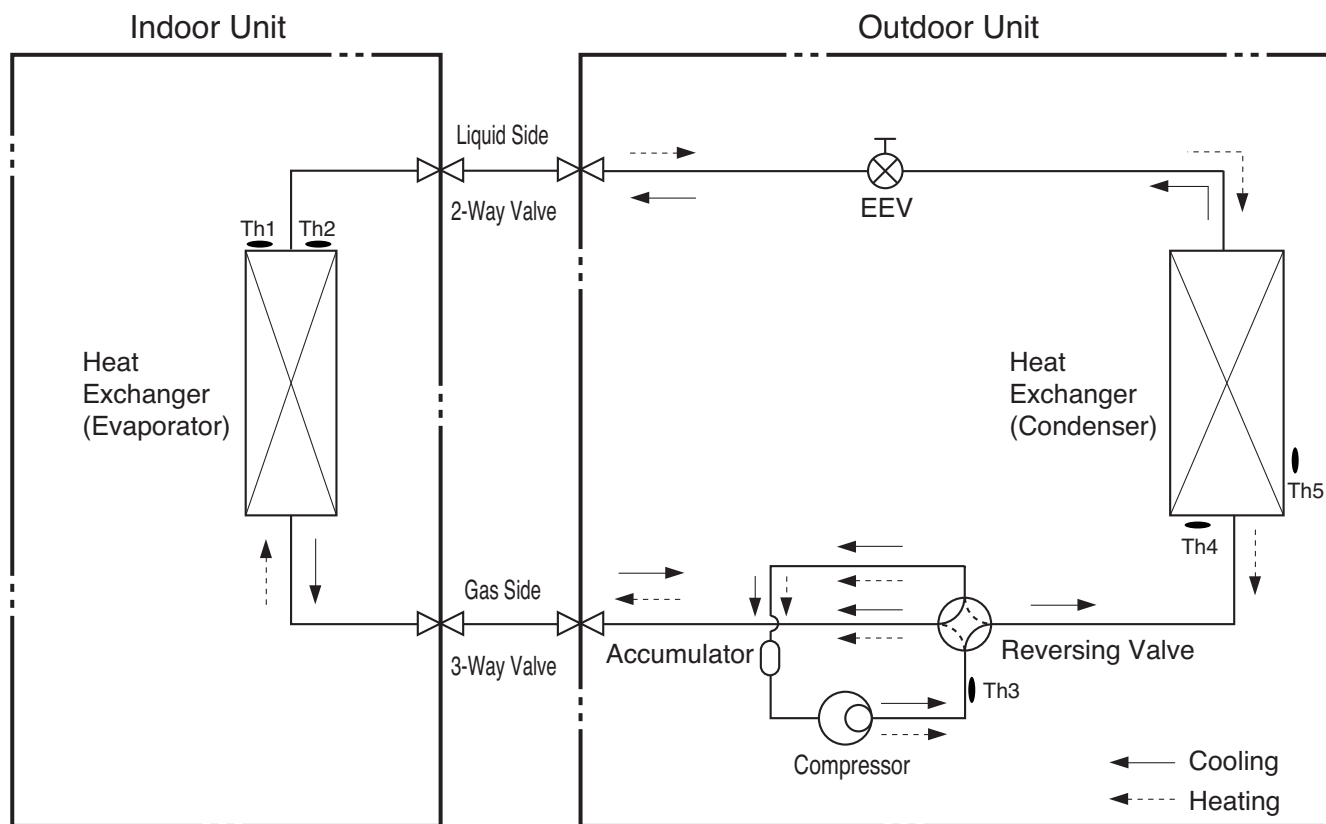 Indoor Unit
Outdoor Unit
Liquid Side
2-Way Valve
EEV
Th1
Th2
Heat
Exchanger
(Evaporator)
Heat
Exchanger
(Condenser)
Th5
Th4
Gas Side
3-Way Valve
Accumulator
Reversing Valve
Th3
Compressor
Cooling
Heating